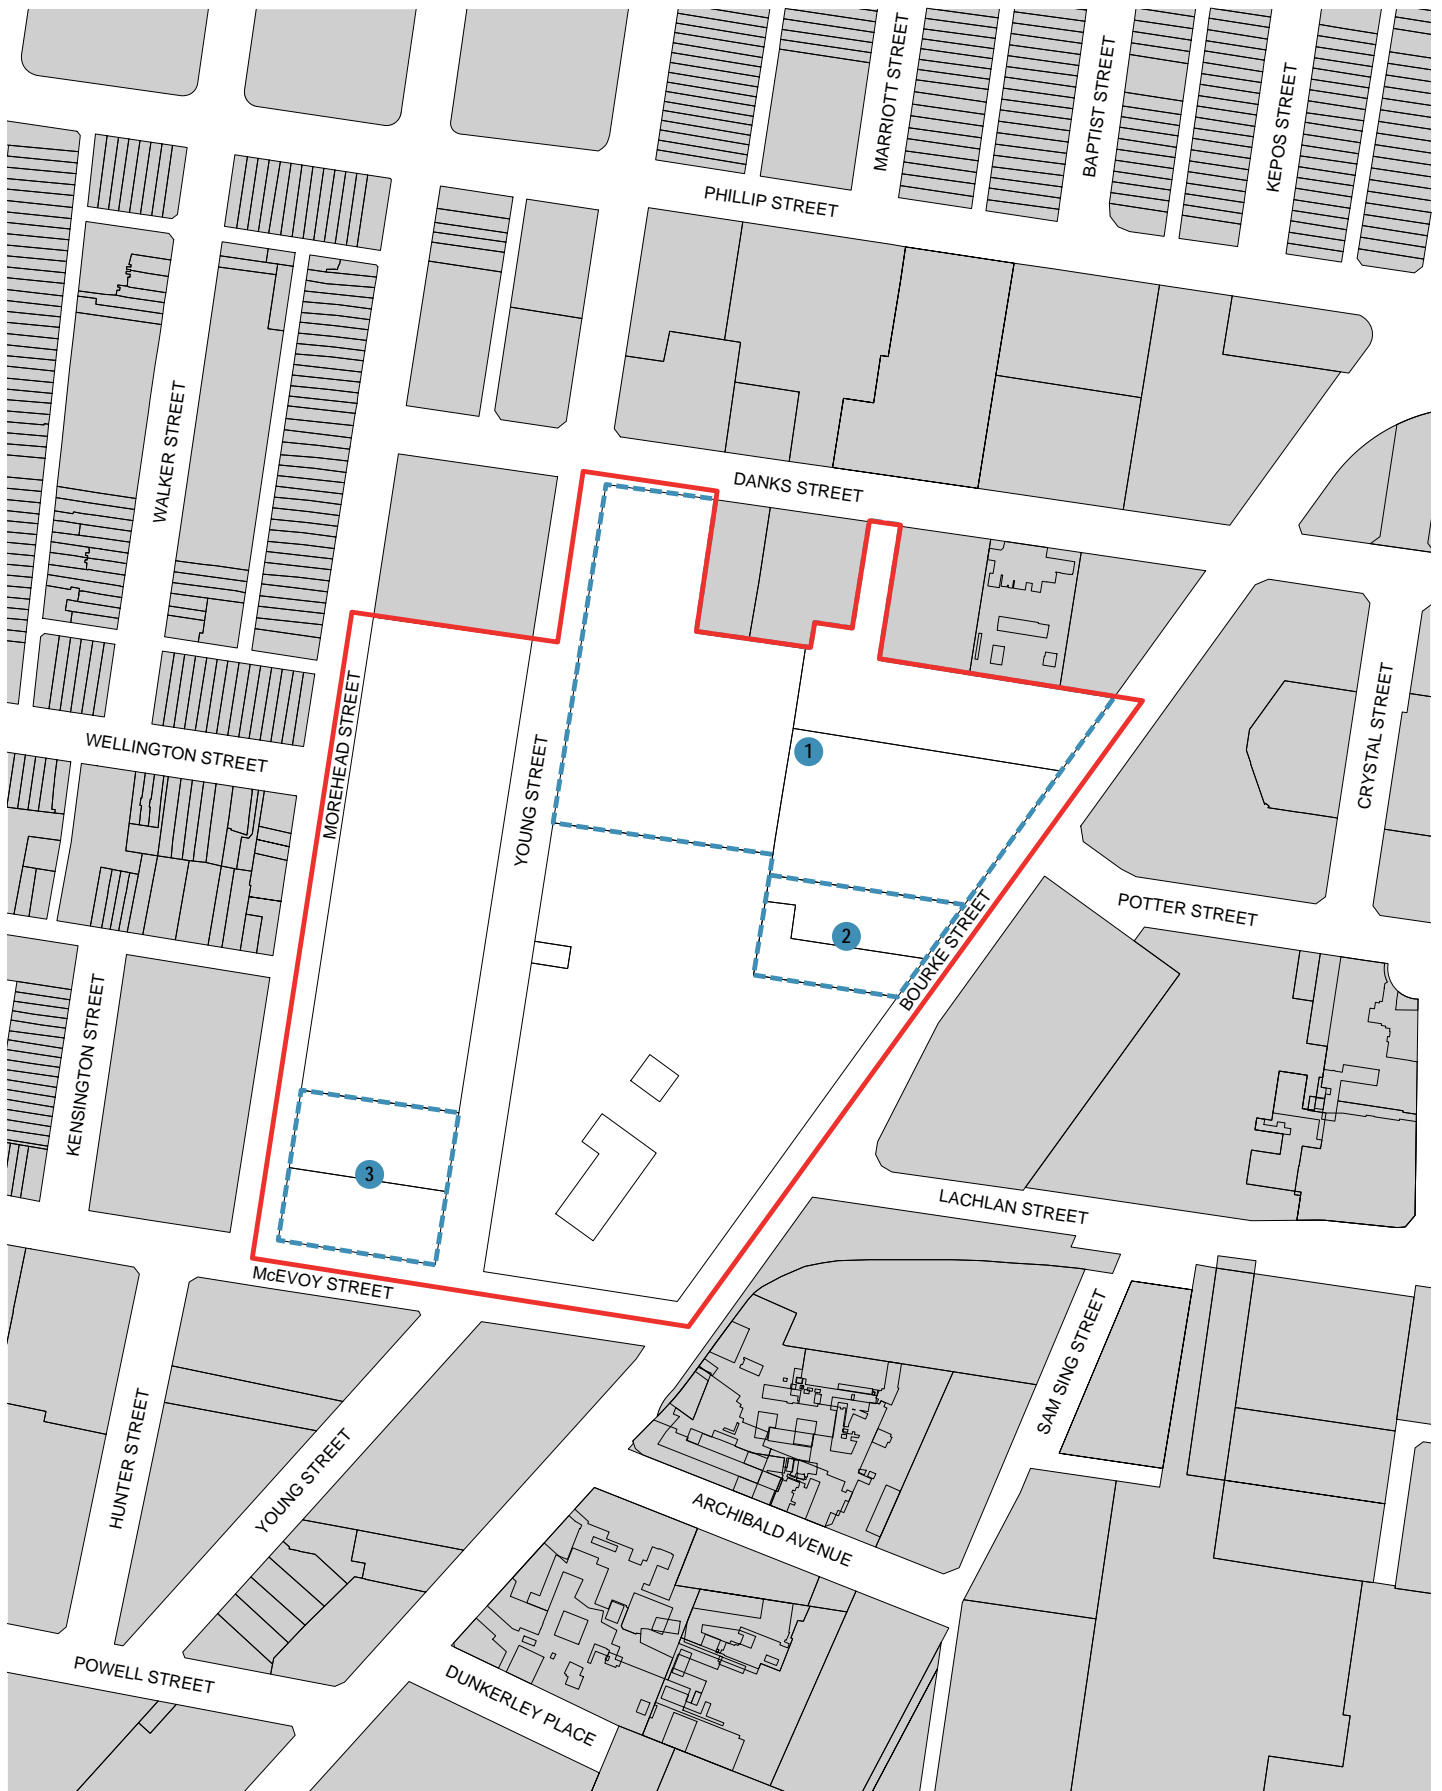 MARRIOTT STREET
BAPTIST STREET
KEPOS STREET
PHILLIP STREET
WALKER STREET
DANKS STREET
WELLINGTON STREET
MOREHEAD STREET
YOUNG STREET
1
CRYSTAL STREET
POTTER STREET
2
BOURKE STREET
KENSINGTON STREET
3
LACHLAN STREET
McEVOY STREET
SAM SING STREET
HUNTER STREET
YOUNG STREET
ARCHIBALD AVENUE
POWELL STREET
DUNKERLEY PLACE